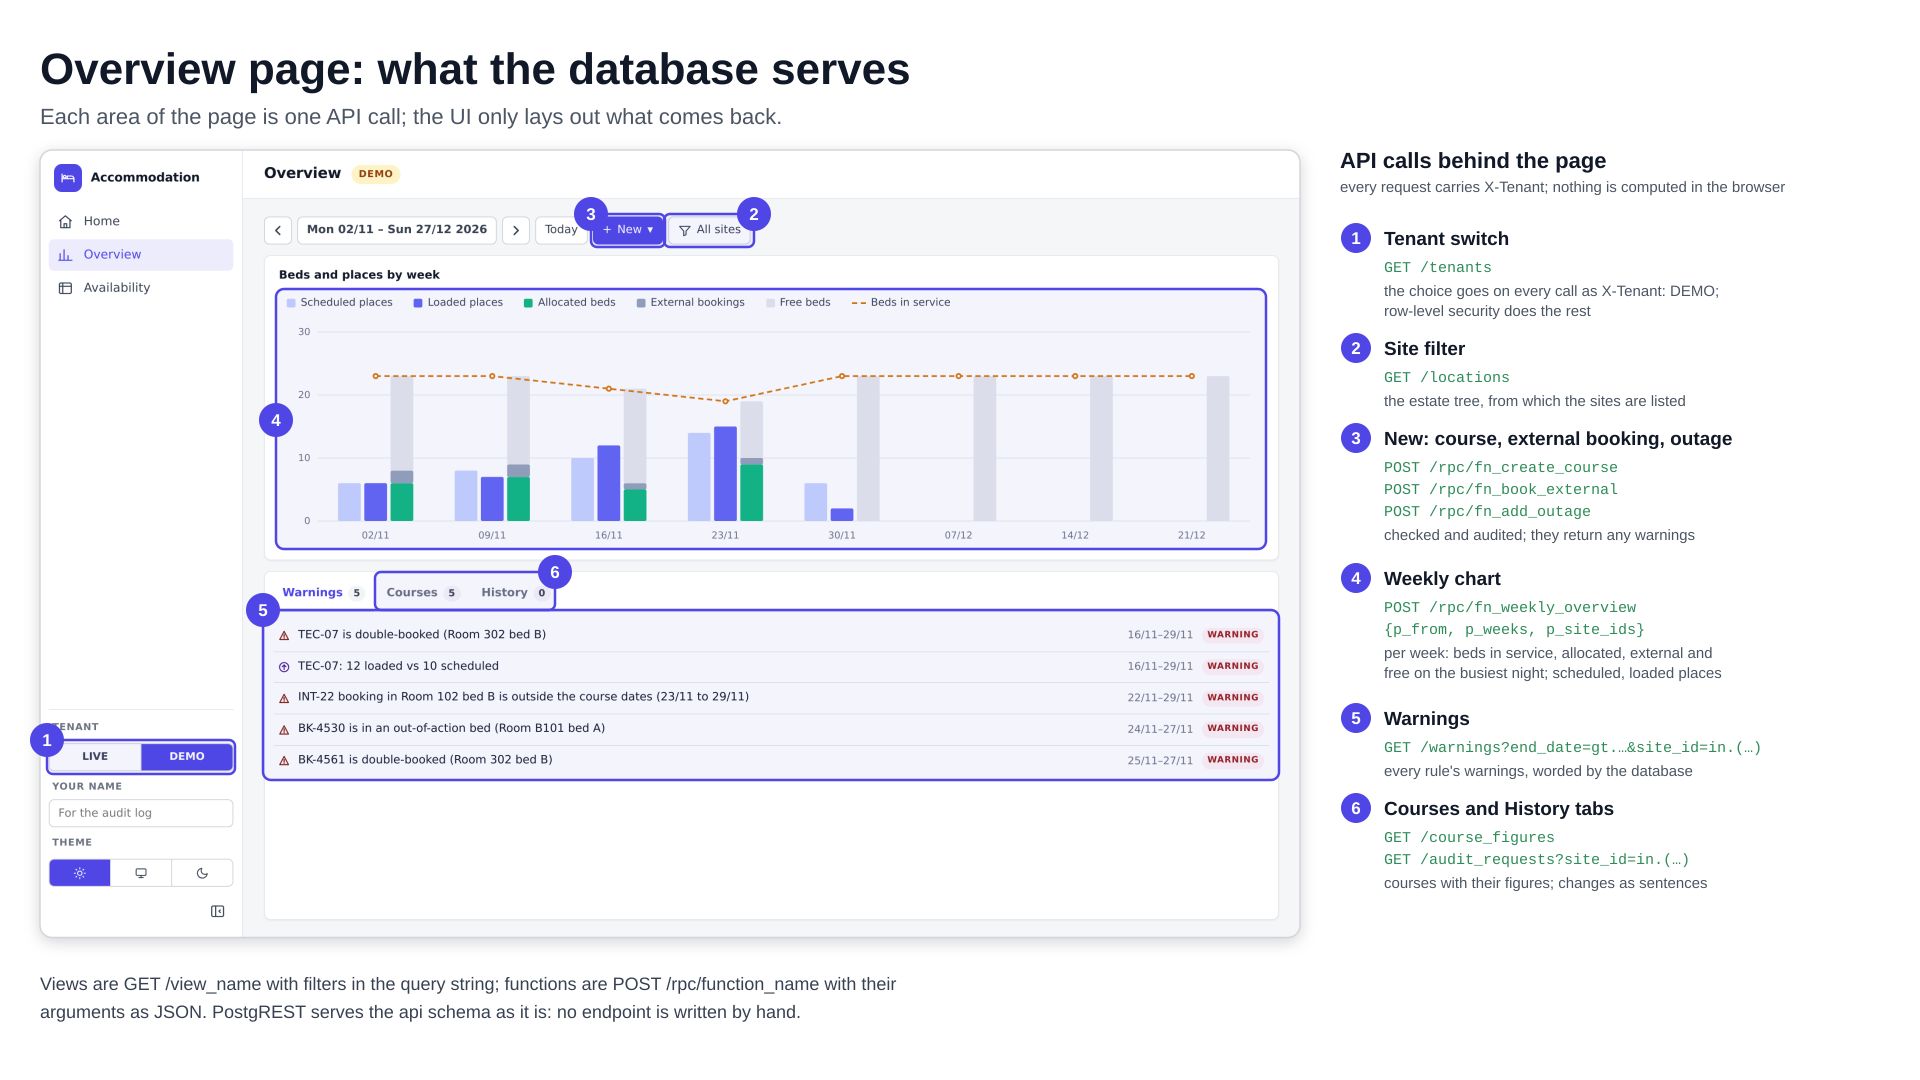 Overview page: what the database serves
Each area of the page is one API call; the UI only lays out what comes back.
Accommodation
Home
Overview
Availability
TENANT
1
LIVE DEMO
YOUR NAME
For the audit log
THEME
Overview DEMO
3 2
Mon 02/11 – Sun 27/12 2026 Today + New ▾ All sites
Beds and places by week
Scheduled places Loaded places Allocated beds External bookings Free beds Beds in service
30
20
4
10
0
02/11 09/11 16/11 23/11 30/11 07/12 14/12 21/12
6
Warnings 5 Courses 5 History 0
5
TEC-07 is double-booked (Room 302 bed B) 16/11–29/11 WARNING
TEC-07: 12 loaded vs 10 scheduled 16/11–29/11 WARNING
INT-22 booking in Room 102 bed B is outside the course dates (23/11 to 29/11) 22/11–29/11 WARNING
BK-4530 is in an out-of-action bed (Room B101 bed A) 24/11–27/11 WARNING
BK-4561 is double-booked (Room 302 bed B) 25/11–27/11 WARNING
API calls behind the page
every request carries X-Tenant; nothing is computed in the browser
1 Tenant switch
GET /tenants
the choice goes on every call as X-Tenant: DEMO;
row-level security does the rest
2 Site filter
GET /locations
the estate tree, from which the sites are listed
3 New: course, external booking, outage
POST /rpc/fn_create_course
POST /rpc/fn_book_external
POST /rpc/fn_add_outage
checked and audited; they return any warnings
4 Weekly chart
POST /rpc/fn_weekly_overview
{p_from, p_weeks, p_site_ids}
per week: beds in service, allocated, external and
free on the busiest night; scheduled, loaded places
5 Warnings
GET /warnings?end_date=gt.…&site_id=in.(…)
every rule's warnings, worded by the database
6 Courses and History tabs
GET /course_figures
GET /audit_requests?site_id=in.(…)
courses with their figures; changes as sentences
Views are GET /view_name with filters in the query string; functions are POST /rpc/function_name with their
arguments as JSON. PostgREST serves the api schema as it is: no endpoint is written by hand.